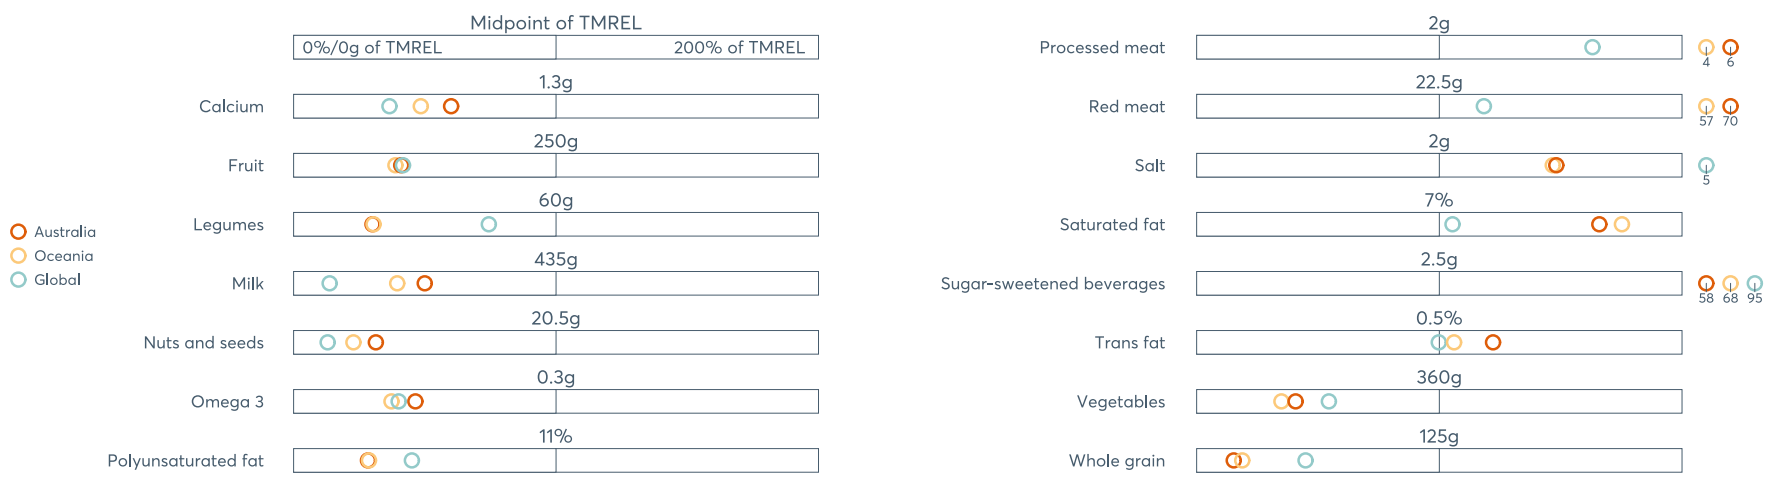 Midpoint of TMREL
0%/0g of TMREL 200% of TMREL
Calcium 1.3g
Fruit 250g
Legumes 60g
Milk 435g
Nuts and seeds 20.5g
Omega 3 0.3g
Polyunsaturated fat 11%
Australia
Oceania
Global
Processed meat 2g 4 6
Red meat 22.5g 57 70
Salt 2g 5
Saturated fat 7%
Sugar-sweetened beverages 2.5g 58 68 95
Trans fat 0.5%
Vegetables 360g
Whole grain 125g